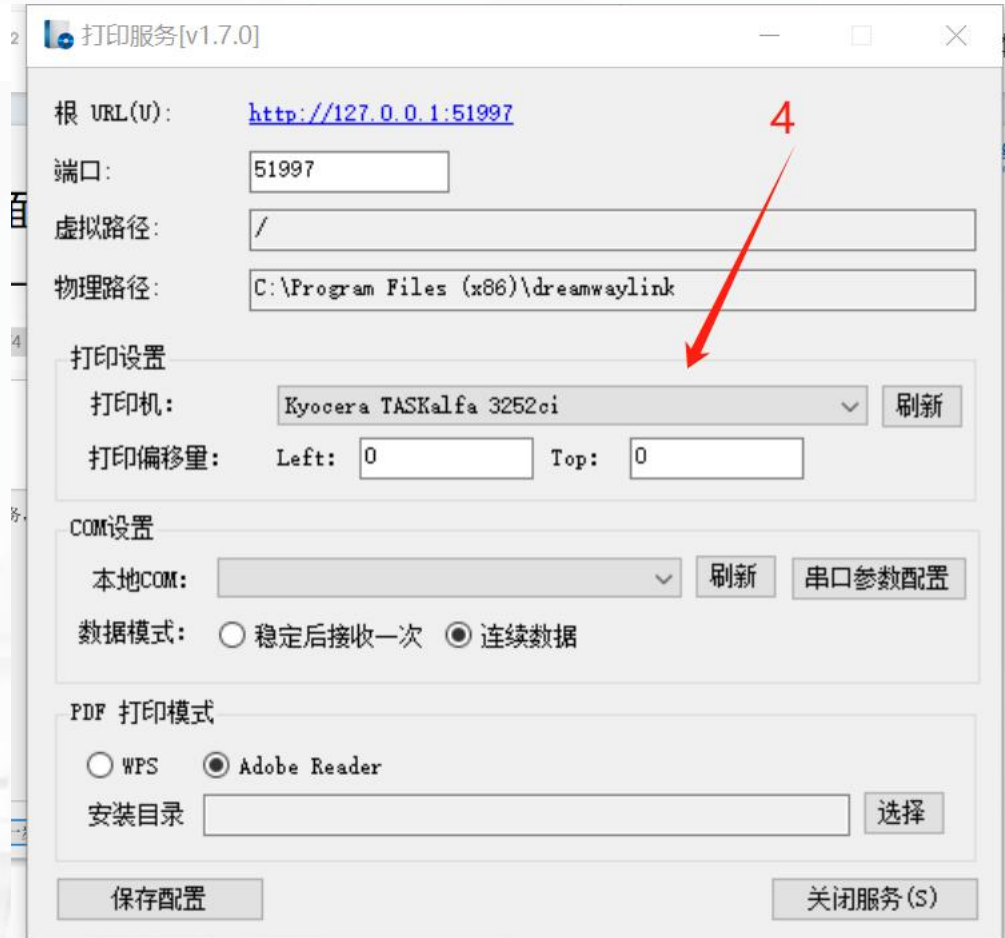 打印服务[v1.7.0]
根 URL(U): http://127.0.0.1:51997
4
端口: 51997
虚拟路径: /
物理路径: C:\Program Files (x86)\dreamwaylink
打印设置
打印机: Kyocera TASKalfa 3252ci 刷新
打印偏移量: Left: 0 Top: 0
COM设置
本地COM: 刷新 串口参数配置
数据模式: 稳定后接收一次 连续数据
PDF 打印模式
WPS Adobe Reader
安装目录 选择
保存配置 关闭服务(S)